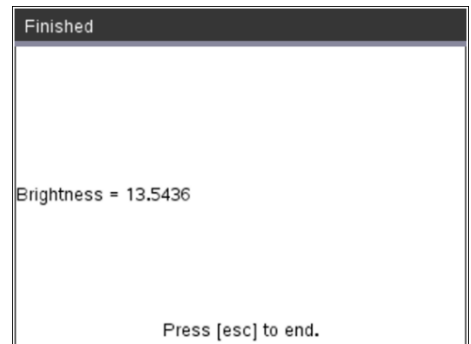 Finished
Brightness = 13.5436
Press [esc] to end.